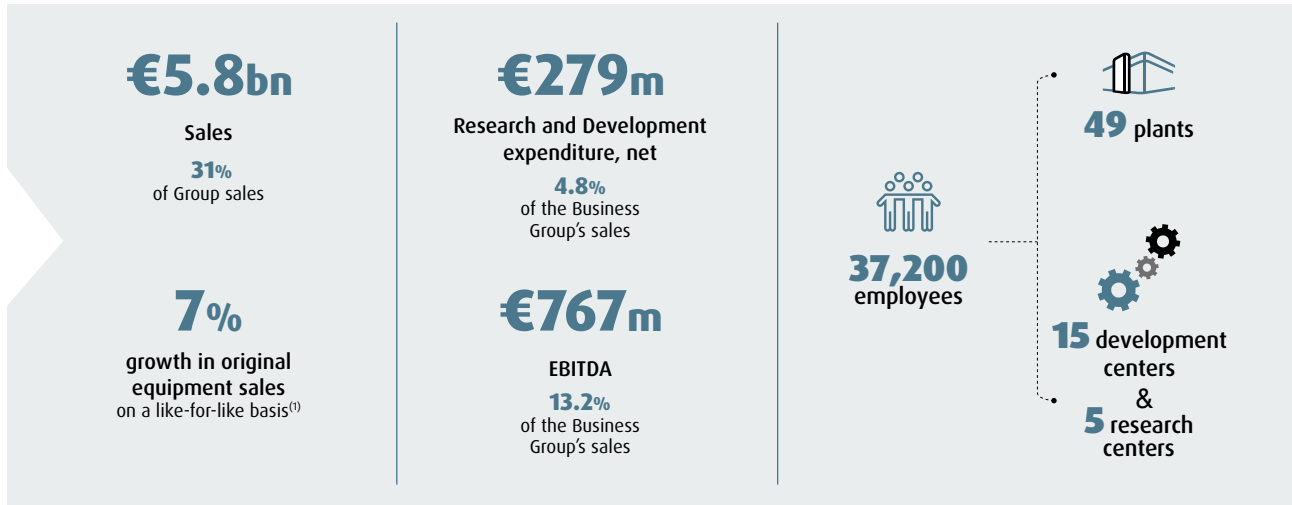 €5.8bn
Sales
31%
of Group sales
7%
growth in original
equipment sales
on a like-for-like basis(1)
€279m
Research and Development
expenditure, net
4.8%
of the Business
Group's sales
€767m
EBITDA
13.2%
of the Business
Group's sales
37,200
employees
49 plants
15 development
centers
&
5 research
centers